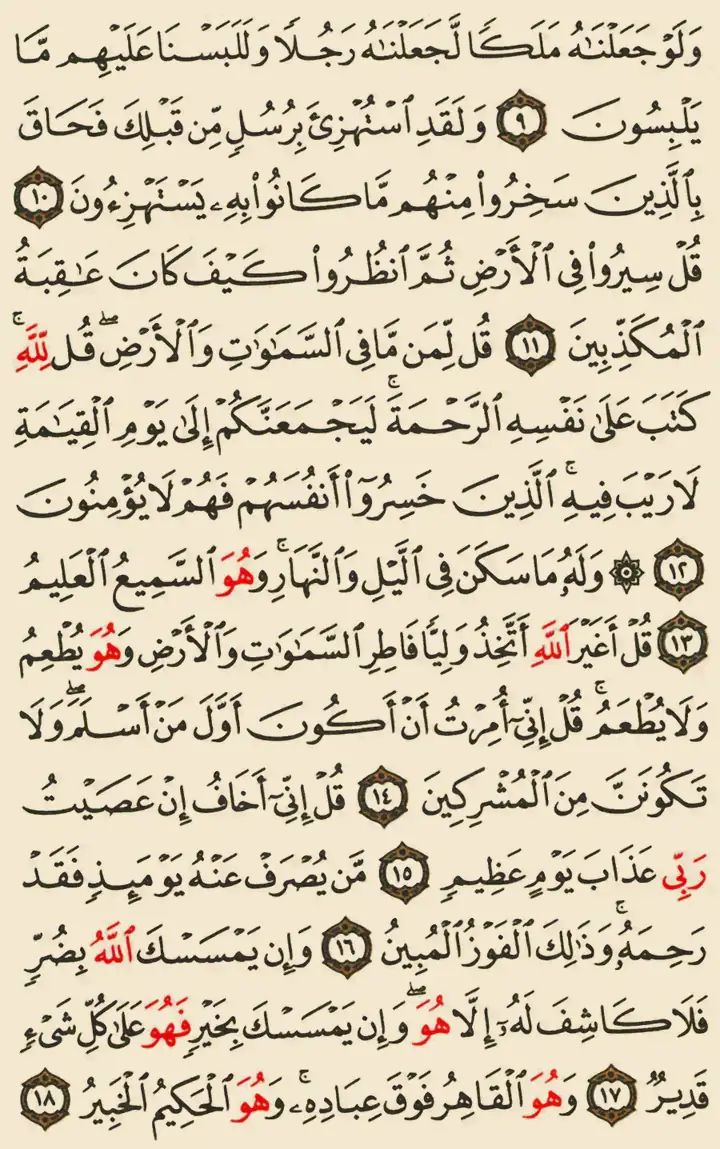 وَلَوْ جَعَلْنَٰهُ مَلَكًا لَّجَعَلْنَٰهُ رَجُلًا وَلَلَبَسْنَا عَلَيْهِم مَّا
يَلْبِسُونَ ٩ وَلَقَدِ ٱسْتُهْزِئَ بِرُسُلٍ مِّن قَبْلِكَ فَحَاقَ
بِٱلَّذِينَ سَخِرُوا۟ مِنْهُم مَّا كَانُوا۟ بِهِۦ يَسْتَهْزِءُونَ ١٠
قُلْ سِيرُوا۟ فِى ٱلْأَرْضِ ثُمَّ ٱنظُرُوا۟ كَيْفَ كَانَ عَٰقِبَةُ
ٱلْمُكَذِّبِينَ ١١ قُل لِّمَن مَّا فِى ٱلسَّمَٰوَٰتِ وَٱلْأَرْضِ ۖ قُل لِّلَّهِ ۚ
كَتَبَ عَلَىٰ نَفْسِهِ ٱلرَّحْمَةَ ۚ لَيَجْمَعَنَّكُمْ إِلَىٰ يَوْمِ ٱلْقِيَٰمَةِ
لَا رَيْبَ فِيهِ ۚ ٱلَّذِينَ خَسِرُوٓا۟ أَنفُسَهُمْ فَهُمْ لَا يُؤْمِنُونَ
١٢ ۞ وَلَهُۥ مَا سَكَنَ فِى ٱلَّيْلِ وَٱلنَّهَارِ ۚ وَهُوَ ٱلسَّمِيعُ ٱلْعَلِيمُ
١٣ قُلْ أَغَيْرَ ٱللَّهِ أَتَّخِذُ وَلِيًّا فَاطِرِ ٱلسَّمَٰوَٰتِ وَٱلْأَرْضِ وَهُوَ يُطْعِمُ
وَلَا يُطْعَمُ ۗ قُلْ إِنِّىٓ أُمِرْتُ أَنْ أَكُونَ أَوَّلَ مَنْ أَسْلَمَ ۖ وَلَا
تَكُونَنَّ مِنَ ٱلْمُشْرِكِينَ ١٤ قُلْ إِنِّىٓ أَخَافُ إِنْ عَصَيْتُ
رَبِّى عَذَابَ يَوْمٍ عَظِيمٍ ١٥ مَّن يُصْرَفْ عَنْهُ يَوْمَئِذٍ فَقَدْ
رَحِمَهُۥ ۚ وَذَٰلِكَ ٱلْفَوْزُ ٱلْمُبِينُ ١٦ وَإِن يَمْسَسْكَ ٱللَّهُ بِضُرٍّ
فَلَا كَاشِفَ لَهُۥٓ إِلَّا هُوَ ۖ وَإِن يَمْسَسْكَ بِخَيْرٍ فَهُوَ عَلَىٰ كُلِّ شَىْءٍ
قَدِيرٌ ١٧ وَهُوَ ٱلْقَاهِرُ فَوْقَ عِبَادِهِۦ ۚ وَهُوَ ٱلْحَكِيمُ ٱلْخَبِيرُ ١٨